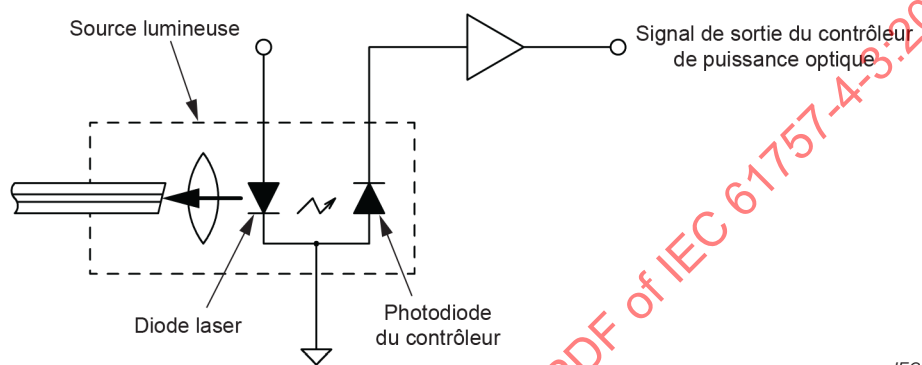 Source lumineuse
Signal de sortie du contrôleur
de puissance optique
Diode laser
Photodiode
du contrôleur
PDF of IEC 61757-4-3:20